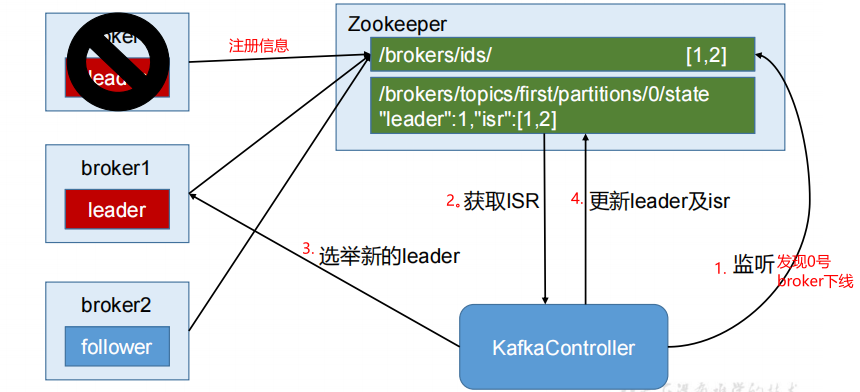 Zookeeper
leader
注册信息
/brokers/ids/ [1,2]
/brokers/topics/first/partitions/0/state
"leader":1,"isr":[1,2]
broker1
leader
2。获取ISR
4. 更新leader及isr
3. 选举新的leader
1. 监听 发现0号
broker下线
broker2
follower
KafkaController